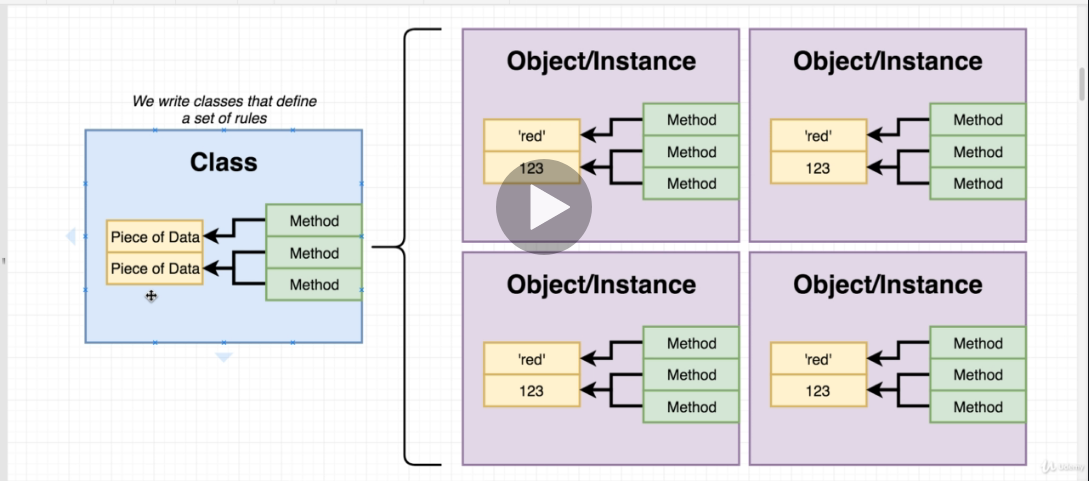 We write classes that define
a set of rules
Class
Piece of Data
Piece of Data
Method
Method
Method
Object/Instance
'red'
123
Method
Method
Method
Object/Instance
'red'
123
Method
Method
Method
Object/Instance
'red'
123
Method
Method
Method
Object/Instance
'red'
123
Method
Method
Method
Udemy